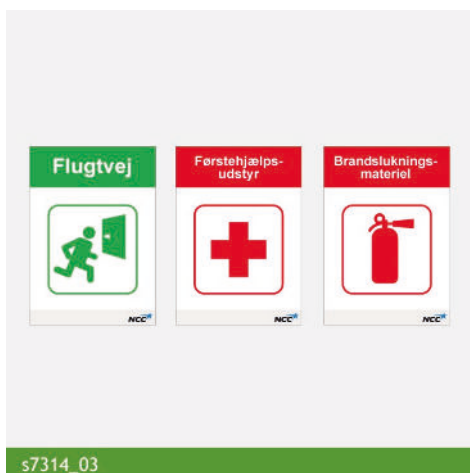 Flugtvej
Førstehjælps-
udstyr
Brandsluknings-
materiel
NCC
NCC
NCC
s7314_03